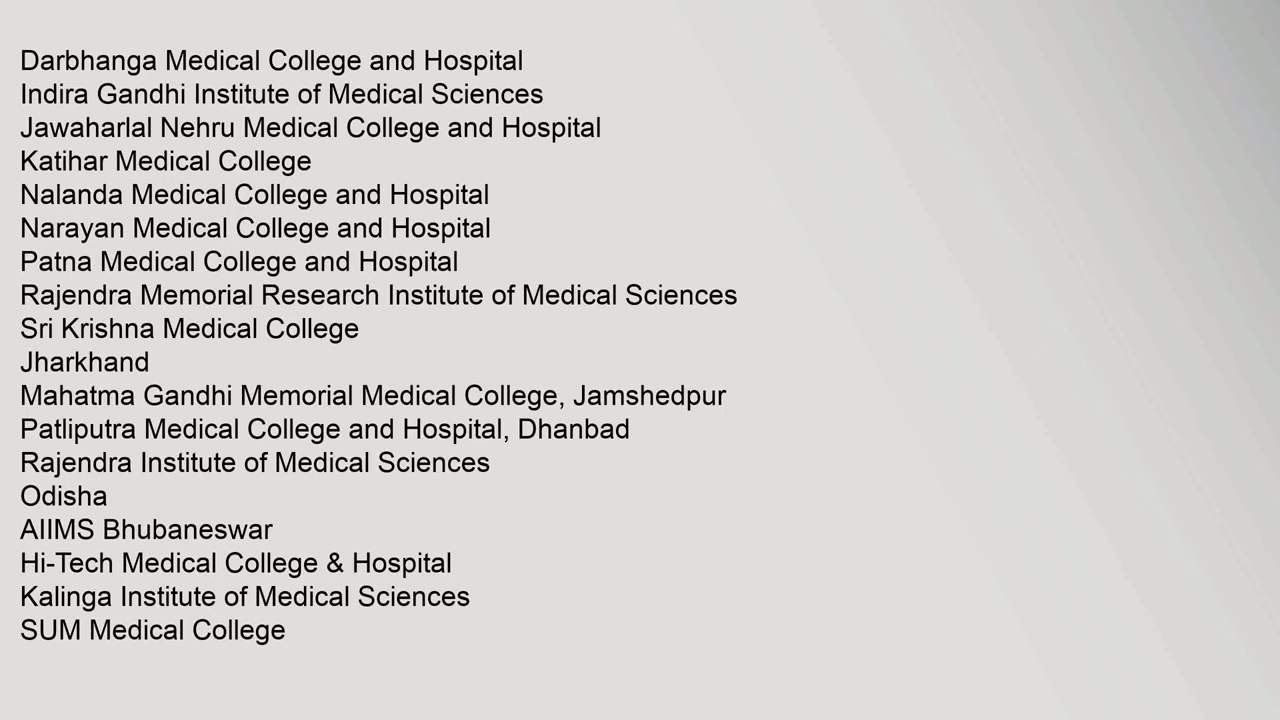 Darbhanga Medical College and Hospital
Indira Gandhi Institute of Medical Sciences
Jawaharlal Nehru Medical College and Hospital
Katihar Medical College
Nalanda Medical College and Hospital
Narayan Medical College and Hospital
Patna Medical College and Hospital
Rajendra Memorial Research Institute of Medical Sciences
Sri Krishna Medical College
Jharkhand
Mahatma Gandhi Memorial Medical College, Jamshedpur
Patliputra Medical College and Hospital, Dhanbad
Rajendra Institute of Medical Sciences
Odisha
AIIMS Bhubaneswar
Hi-Tech Medical College & Hospital
Kalinga Institute of Medical Sciences
SUM Medical College